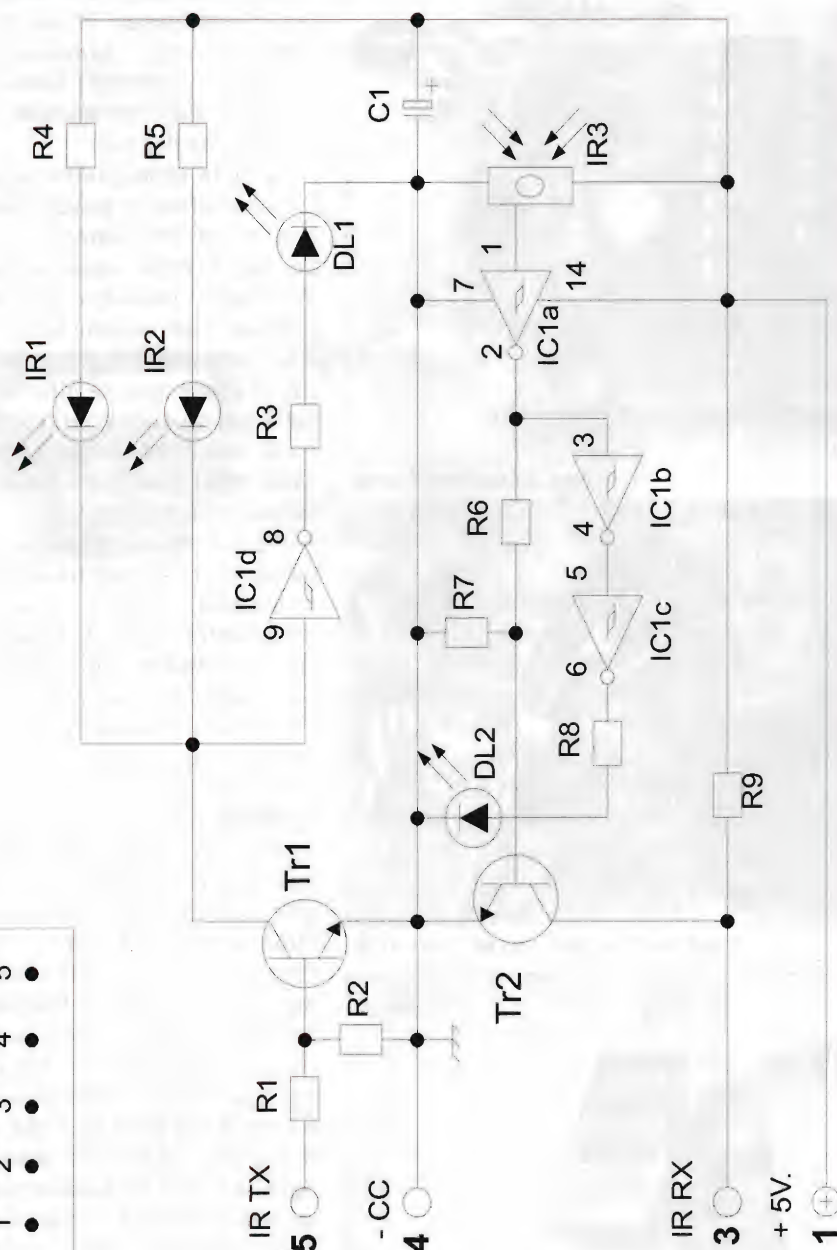 1 2 3 4 5
IR1
R4
IR2
R5
IR TX
5
R1
R2
Tr1
9
IC1d
8
R3
DL1
C1
- CC
4
Tr2
DL2
R7
R6
2
7
IC1a
14
1
IR3
R8
6
IC1c
5
4
IC1b
3
IR RX
3
R9
+ 5V.
1
+
+